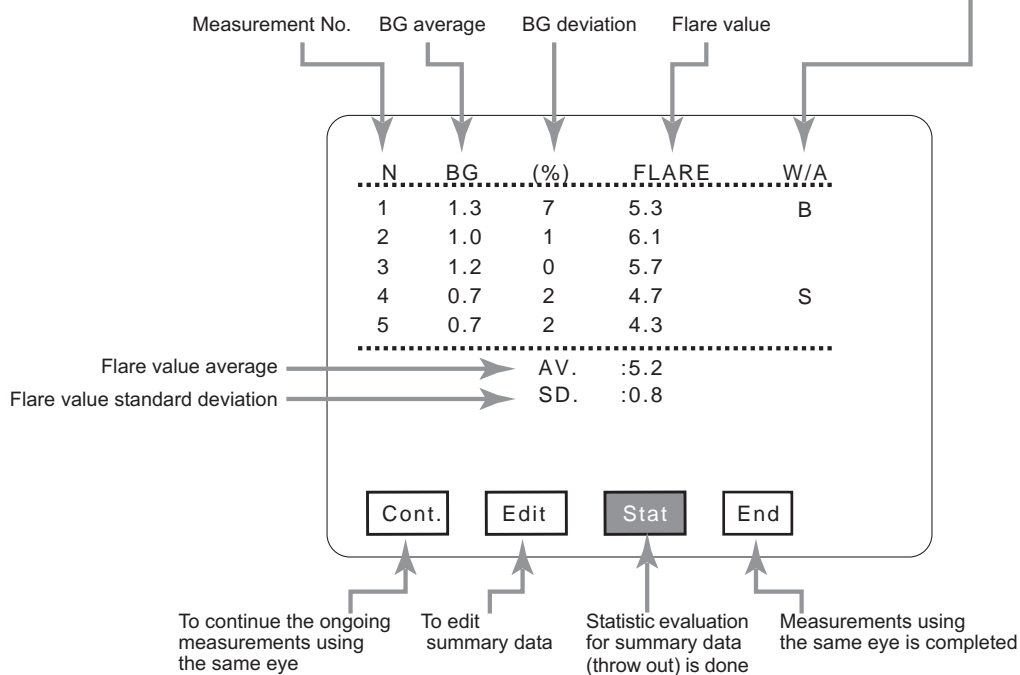 Measurement No. BG average BG deviation Flare value
N BG (%) FLARE W/A
1 1.3 7 5.3 B
2 1.0 1 6.1
3 1.2 0 5.7
4 0.7 2 4.7 S
5 0.7 2 4.3
Flare value average AV. :5.2
Flare value standard deviation SD. :0.8
Cont. Edit Stat End
To continue the ongoing
measurements using
the same eye
To edit
summary data
Statistic evaluation
for summary data
(throw out) is done
Measurements using
the same eye is completed